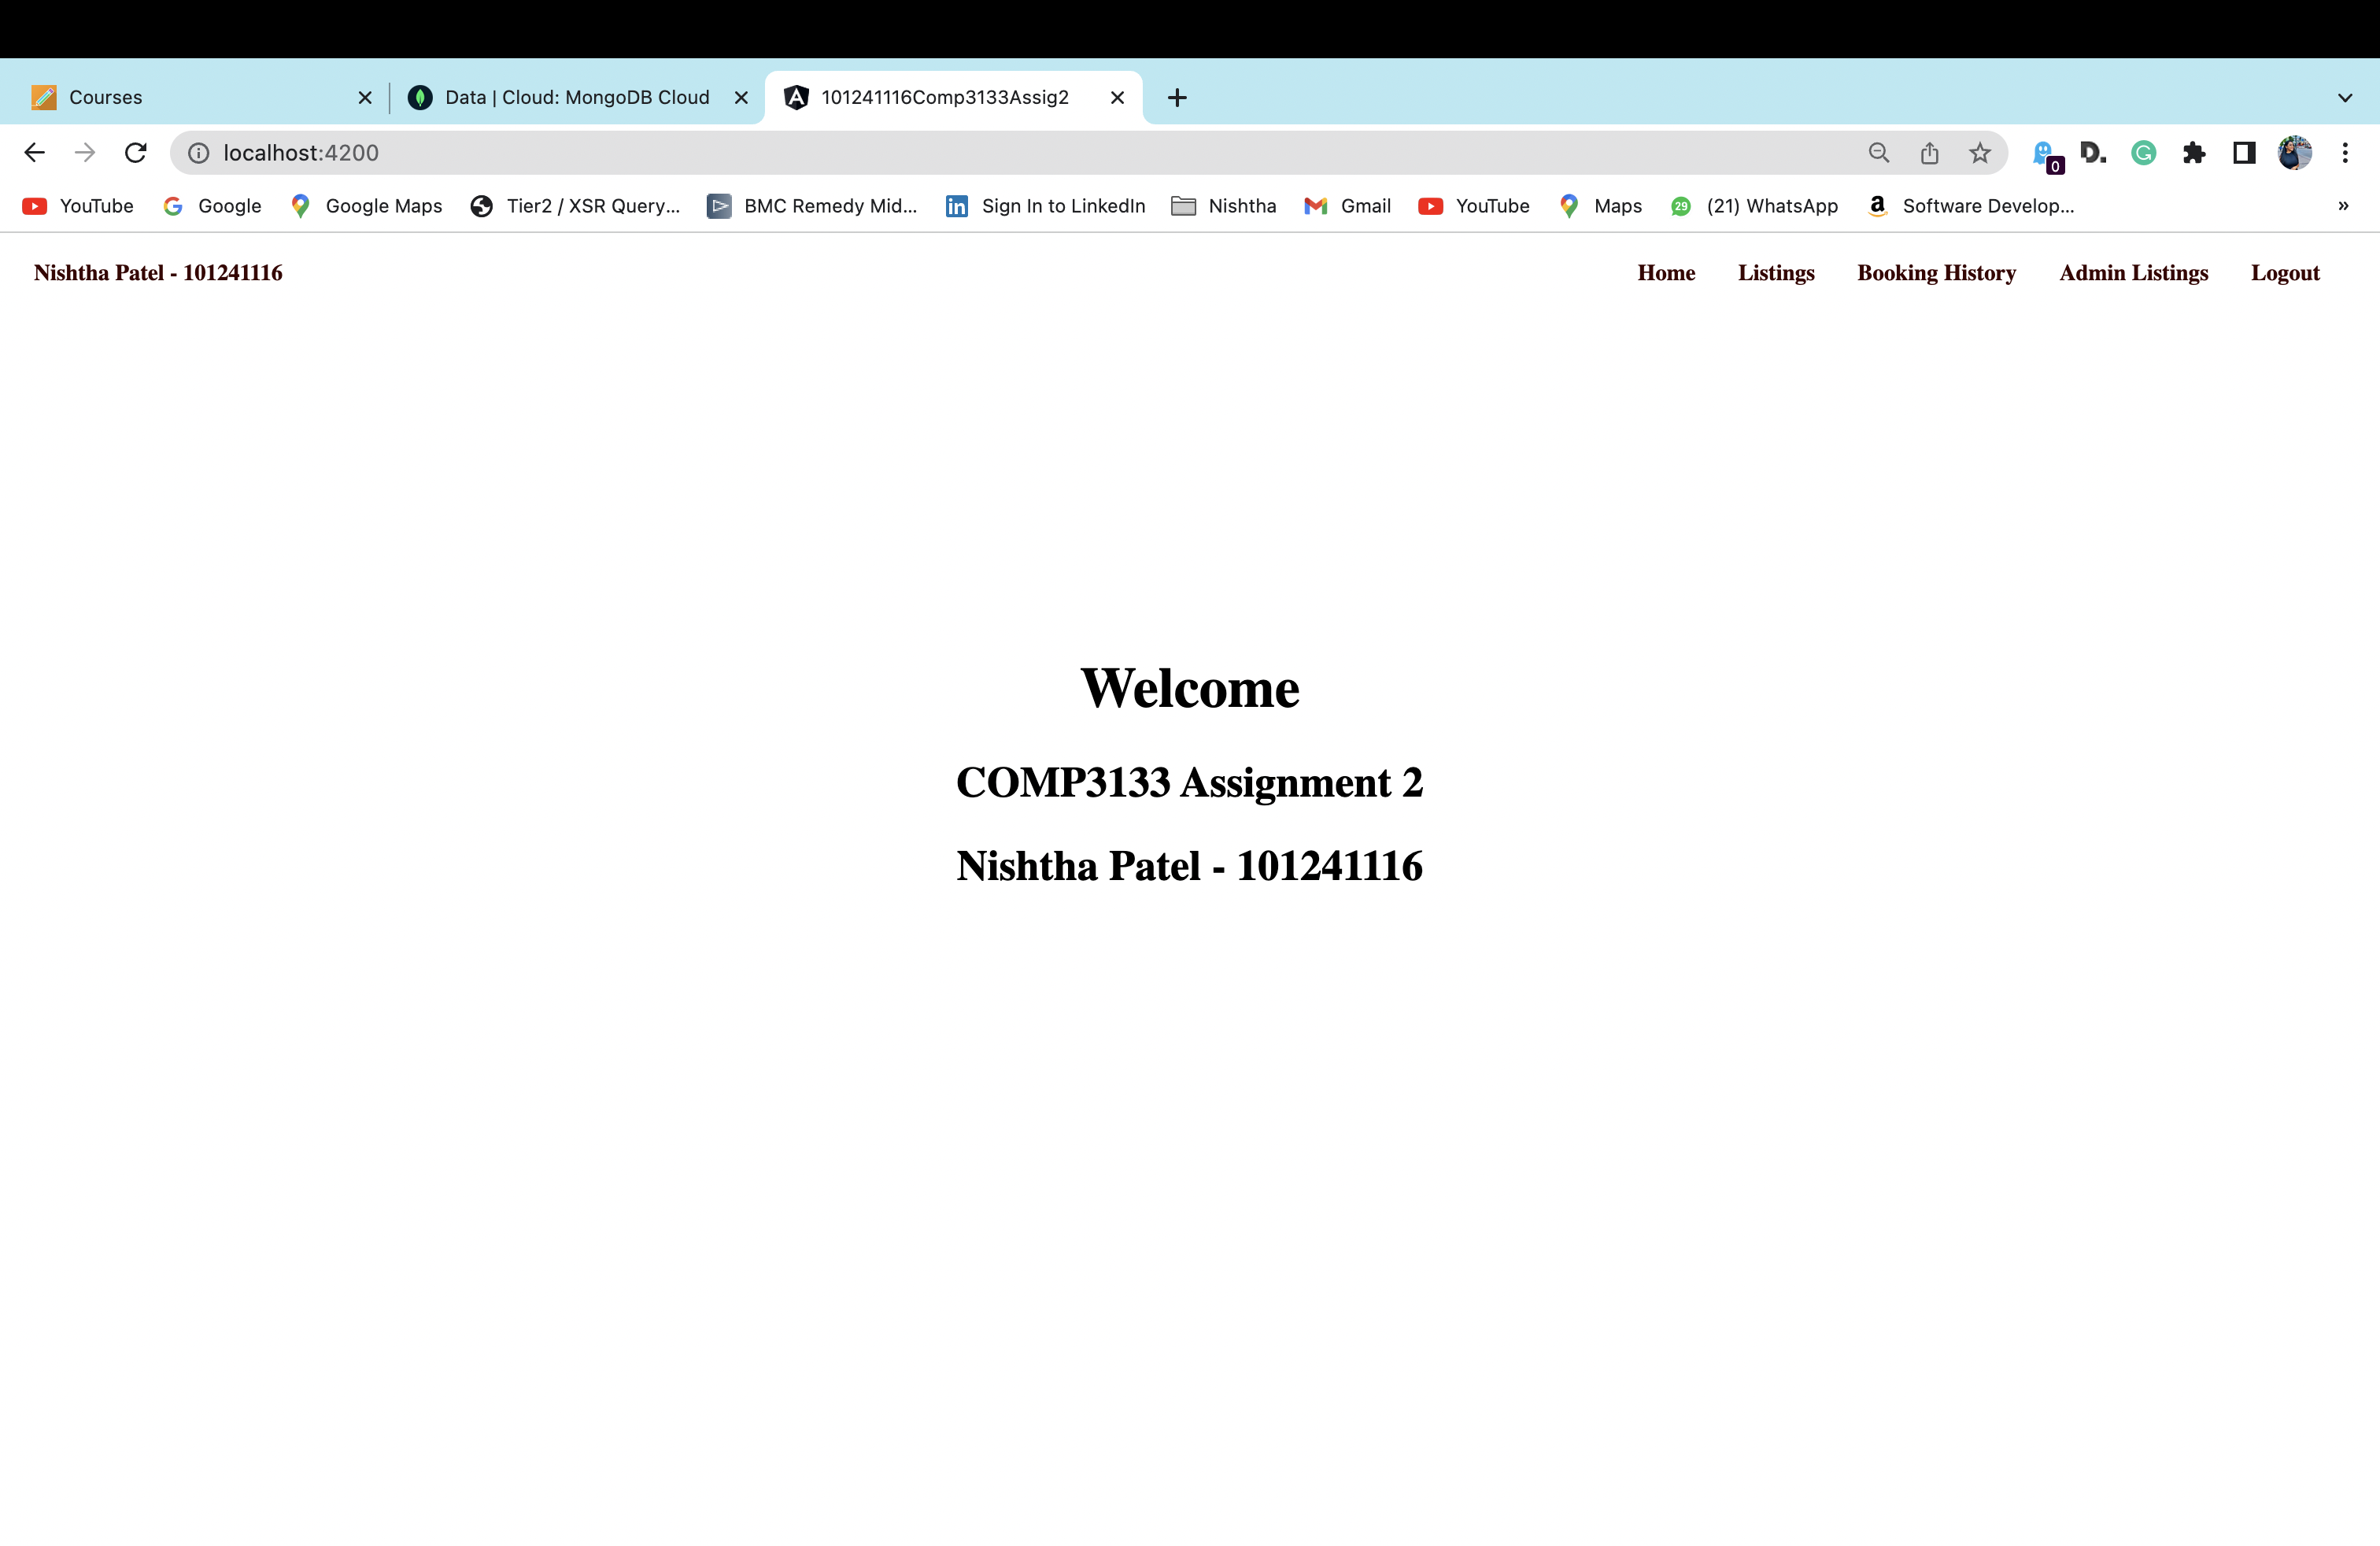 Courses Data | Cloud: MongoDB Cloud 101241116Comp3133Assig2
localhost:4200 0
YouTube Google Google Maps Tier2 / XSR Query... BMC Remedy Mid... Sign In to LinkedIn Nishtha Gmail YouTube Maps 29 (21) WhatsApp Software Develop... »
Nishtha Patel - 101241116 Home Listings Booking History Admin Listings Logout
Welcome
COMP3133 Assignment 2
Nishtha Patel - 101241116